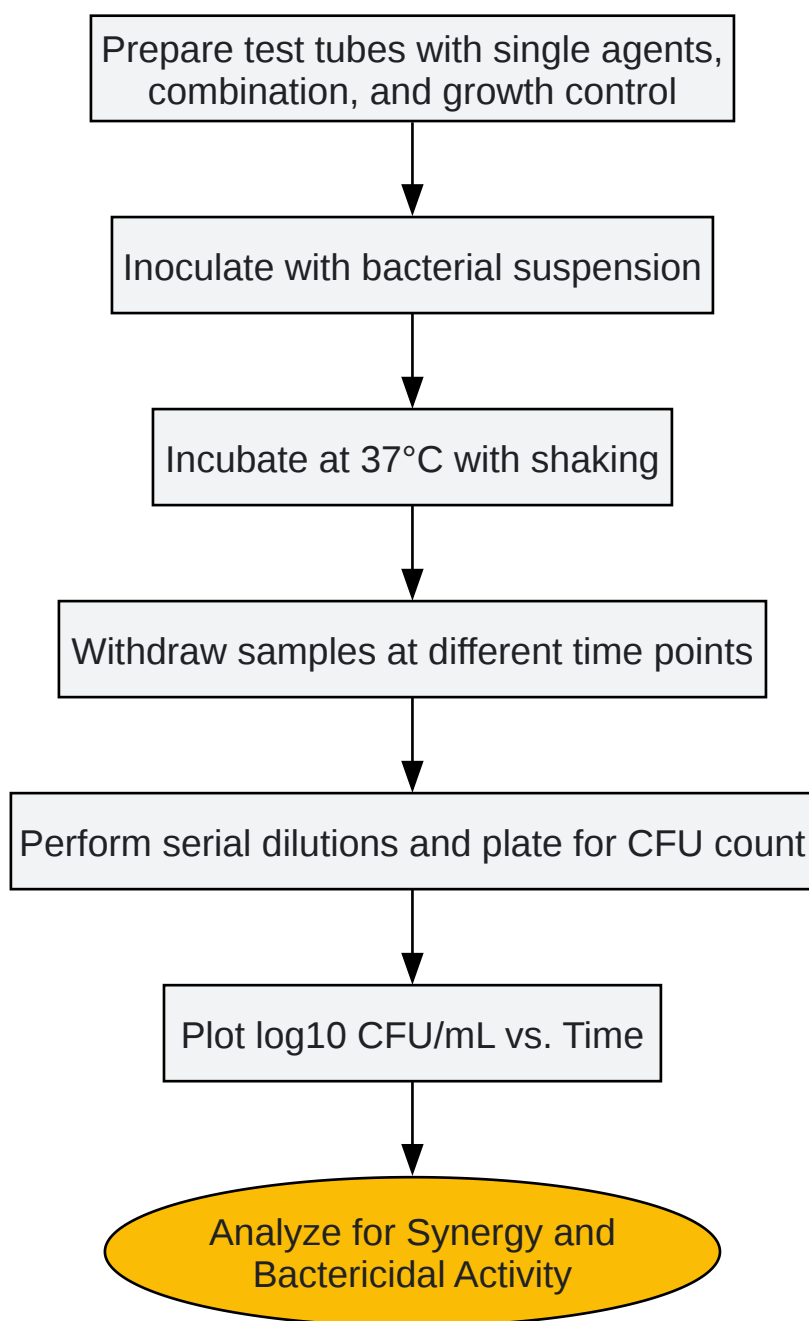 Prepare test tubes with single agents,
combination, and growth control
Inoculate with bacterial suspension
Incubate at 37°C with shaking
Withdraw samples at different time points
Perform serial dilutions and plate for CFU count
Plot log10 CFU/mL vs. Time
Analyze for Synergy and
Bactericidal Activity